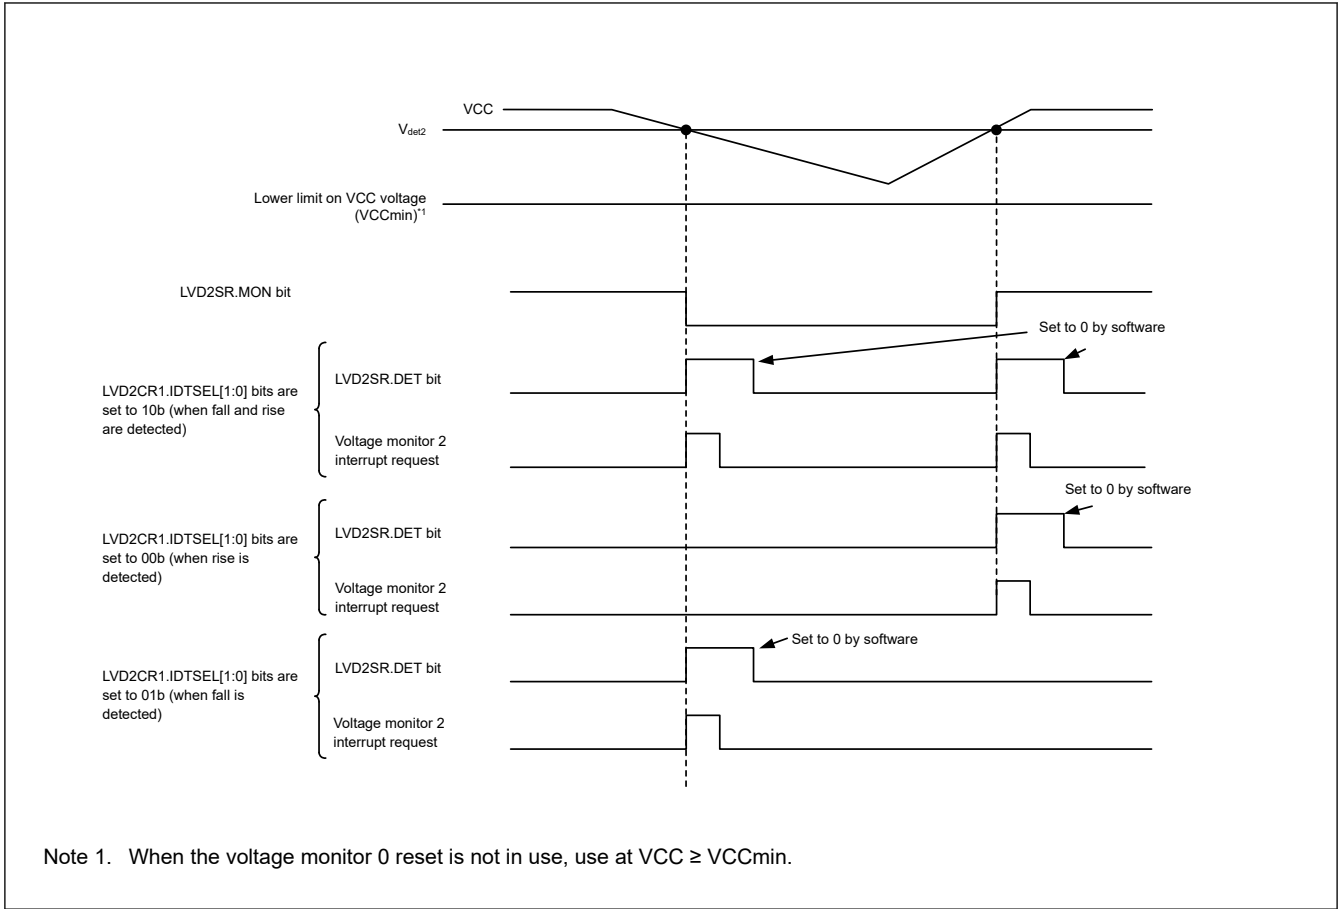 VCC
Vdet2
Lower limit on VCC voltage
(VCCmin)*1
LVD2SR.MON bit
Set to 0 by software
LVD2CR1.IDTSEL[1:0] bits are
set to 10b (when fall and rise
are detected)
LVD2SR.DET bit
Voltage monitor 2
interrupt request
Set to 0 by software
LVD2CR1.IDTSEL[1:0] bits are
set to 00b (when rise is
detected)
LVD2SR.DET bit
Voltage monitor 2
interrupt request
Set to 0 by software
LVD2CR1.IDTSEL[1:0] bits are
set to 01b (when fall is
detected)
LVD2SR.DET bit
Voltage monitor 2
interrupt request
Note 1. When the voltage monitor 0 reset is not in use, use at VCC ≥ VCCmin.